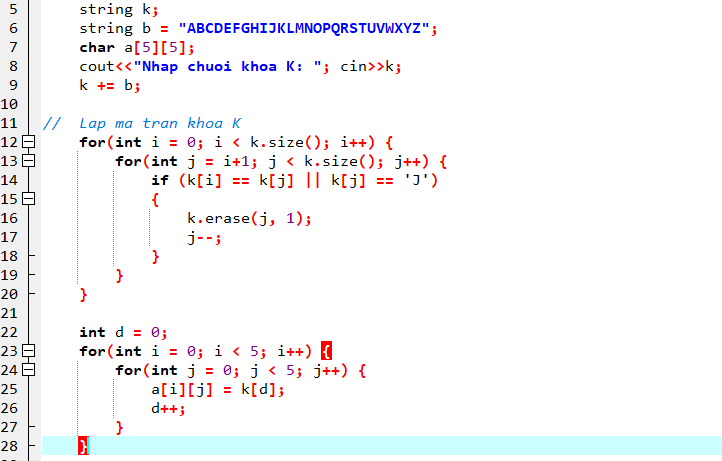 5 string k;
6 string b = "ABCDEFGHIJKLMNOPQRSTUVWXYZ";
7 char a[5][5];
8 cout<<"Nhap chuoi khoa K: "; cin>>k;
9 k += b;
10
11 // Lap ma tran khoa K
12 for(int i = 0; i < k.size(); i++) {
13 for(int j = i+1; j < k.size(); j++) {
14 if (k[i] == k[j] || k[j] == 'J')
15 {
16 k.erase(j, 1);
17 j--;
18 }
19 }
20 }
21
22 int d = 0;
23 for(int i = 0; i < 5; i++) {
24 for(int j = 0; j < 5; j++) {
25 a[i][j] = k[d];
26 d++;
27 }
28 }